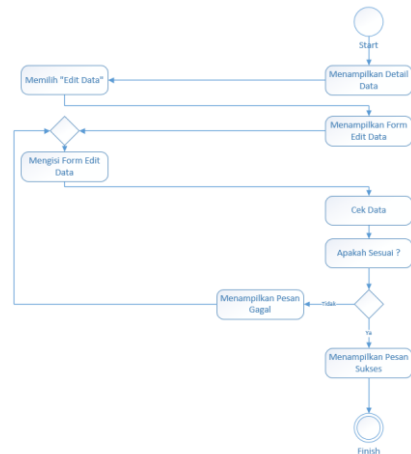 Start
Menampilkan Detail
Data
Memilih "Edit Data"
Menampilkan Form
Edit Data
Mengisi Form Edit
Data
Cek Data
Apakah Sesuai ?
Tidak
Menampilkan Pesan
Gagal
Ya
Menampilkan Pesan
Sukses
Finish